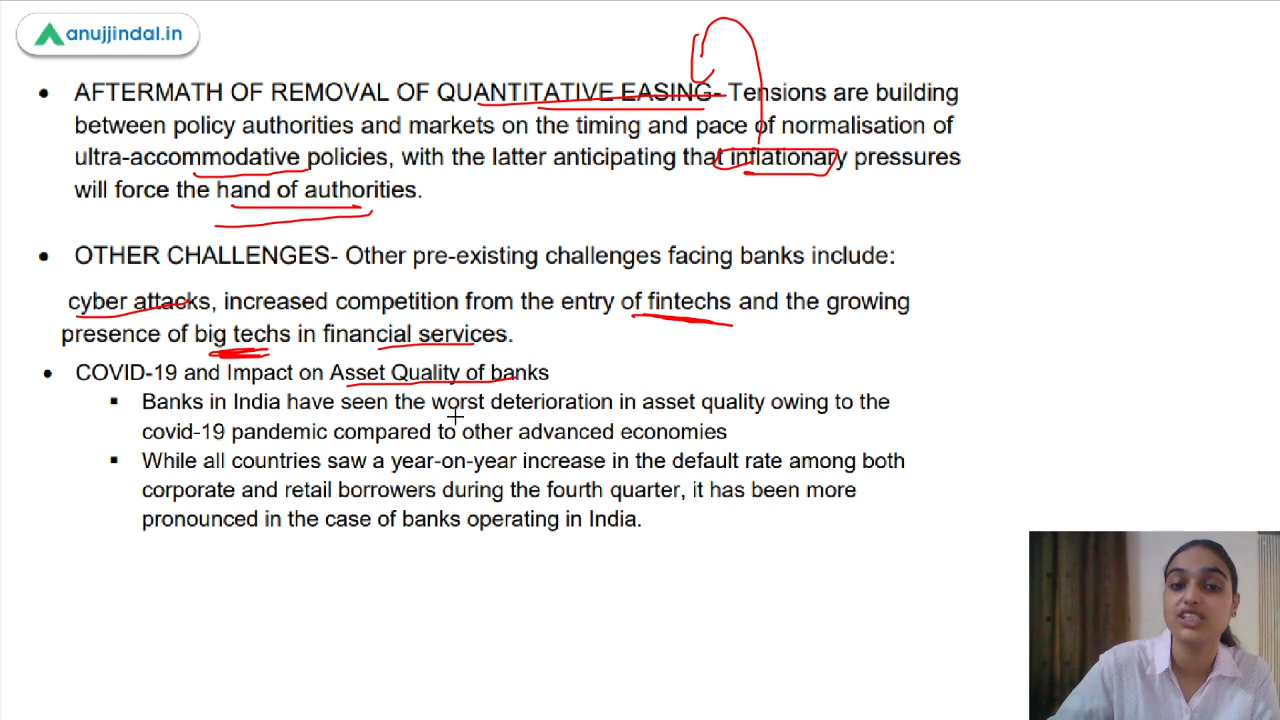 anujjindal.in
• AFTERMATH OF REMOVAL OF QUANTITATIVE EASING- Tensions are building
between policy authorities and markets on the timing and pace of normalisation of
ultra-accommodative policies, with the latter anticipating that inflationary pressures
will force the hand of authorities.
• OTHER CHALLENGES- Other pre-existing challenges facing banks include:
cyber attacks, increased competition from the entry of fintechs and the growing
presence of big techs in financial services.
• COVID-19 and Impact on Asset Quality of banks
▪ Banks in India have seen the worst deterioration in asset quality owing to the
covid-19 pandemic compared to other advanced economies
▪ While all countries saw a year-on-year increase in the default rate among both
corporate and retail borrowers during the fourth quarter, it has been more
pronounced in the case of banks operating in India.